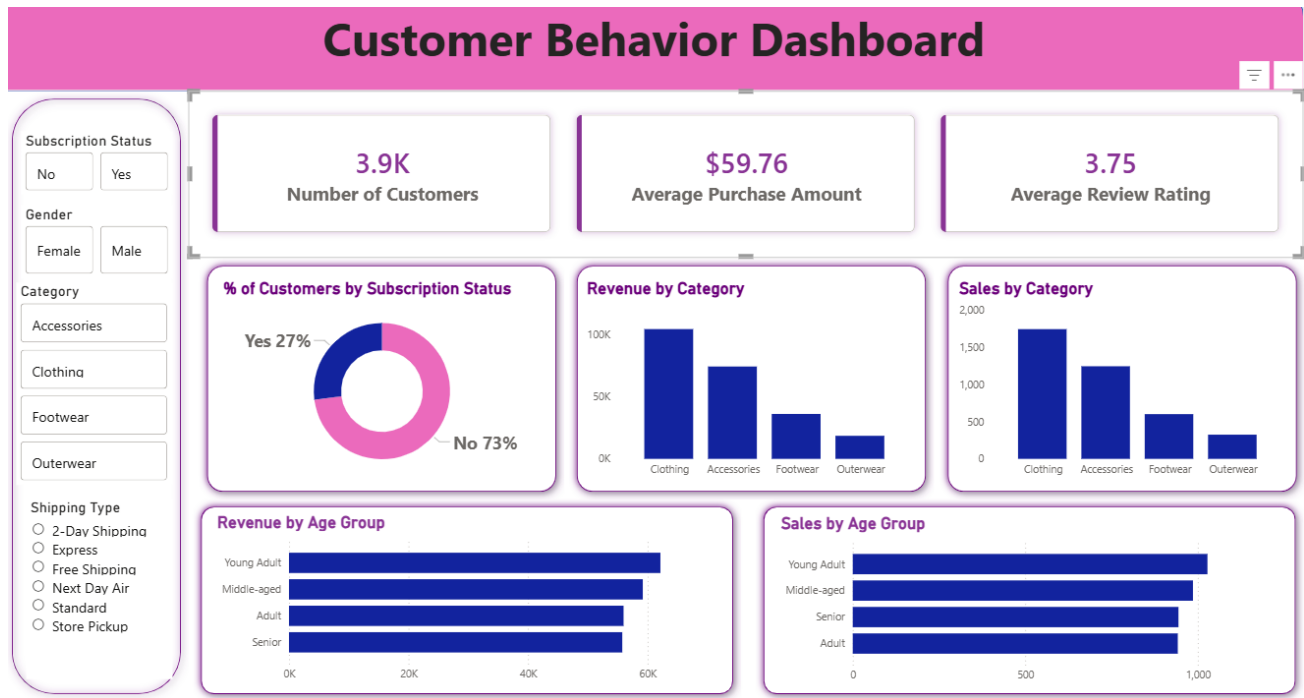 Customer Behavior Dashboard
Subscription Status
No Yes
Gender
Female Male
Category
Accessories
Clothing
Footwear
Outerwear
Shipping Type
2-Day Shipping
Express
Free Shipping
Next Day Air
Standard
Store Pickup
3.9K
Number of Customers
$59.76
Average Purchase Amount
3.75
Average Review Rating
% of Customers by Subscription Status
Yes 27%
No 73%
Revenue by Category
100K
50K
0K
Clothing Accessories Footwear Outerwear
Sales by Category
2,000
1,500
1,000
500
0
Clothing Accessories Footwear Outerwear
Revenue by Age Group
Young Adult
Middle-aged
Adult
Senior
0K 20K 40K 60K
Sales by Age Group
Young Adult
Middle-aged
Senior
Adult
0 500 1,000